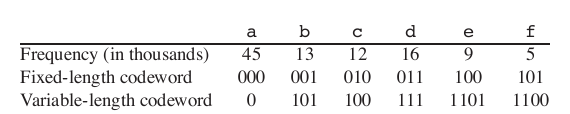 a b c d e f
Frequency (in thousands) 45 13 12 16 9 5
Fixed-length codeword 000 001 010 011 100 101
Variable-length codeword 0 101 100 111 1101 1100